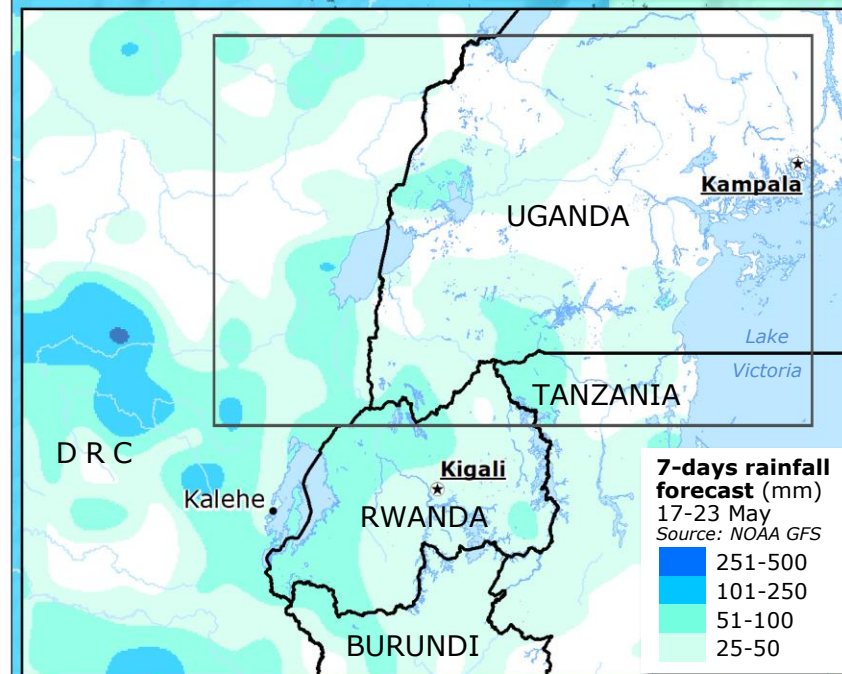 Kampala
UGANDA
Lake
Victoria
TANZANIA
D R C
Kigali
Kalehe
RWANDA
BURUNDI
7-days rainfall
forecast (mm)
17-23 May
Source: NOAA GFS
251-500
101-250
51-100
25-50